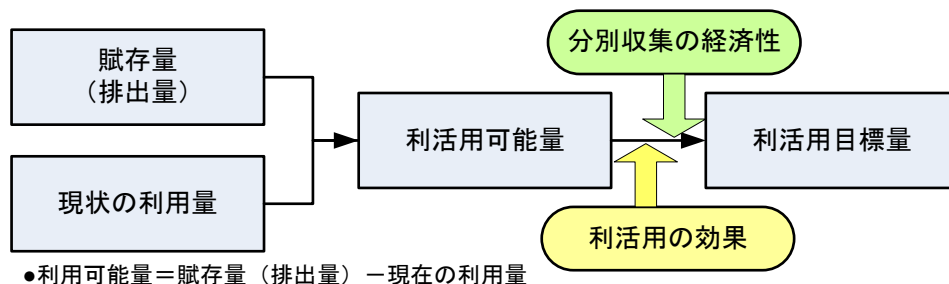 賦存量
（排出量）
現状の利用量
利活用可能量
分別収集の経済性
利活用の効果
利活用目標量
●利用可能量＝賦存量（排出量）－現在の利用量